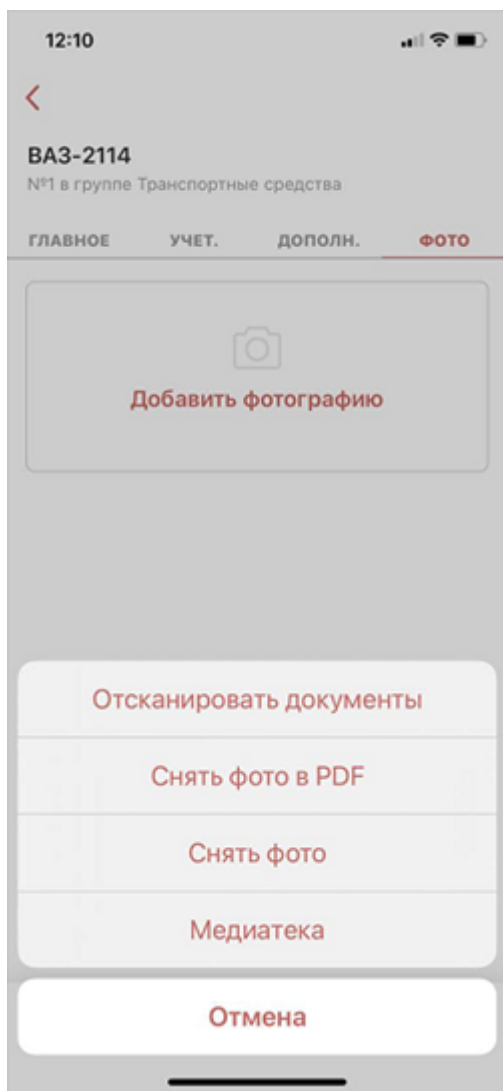 12:10
ВАЗ-2114
№1 в группе Транспортные средства
ГЛАВНОЕ УЧЕТ. ДОПОЛН. ФОТО
Добавить фотографию
Отсканировать документы
Снять фото в PDF
Снять фото
Медиатека
Отмена